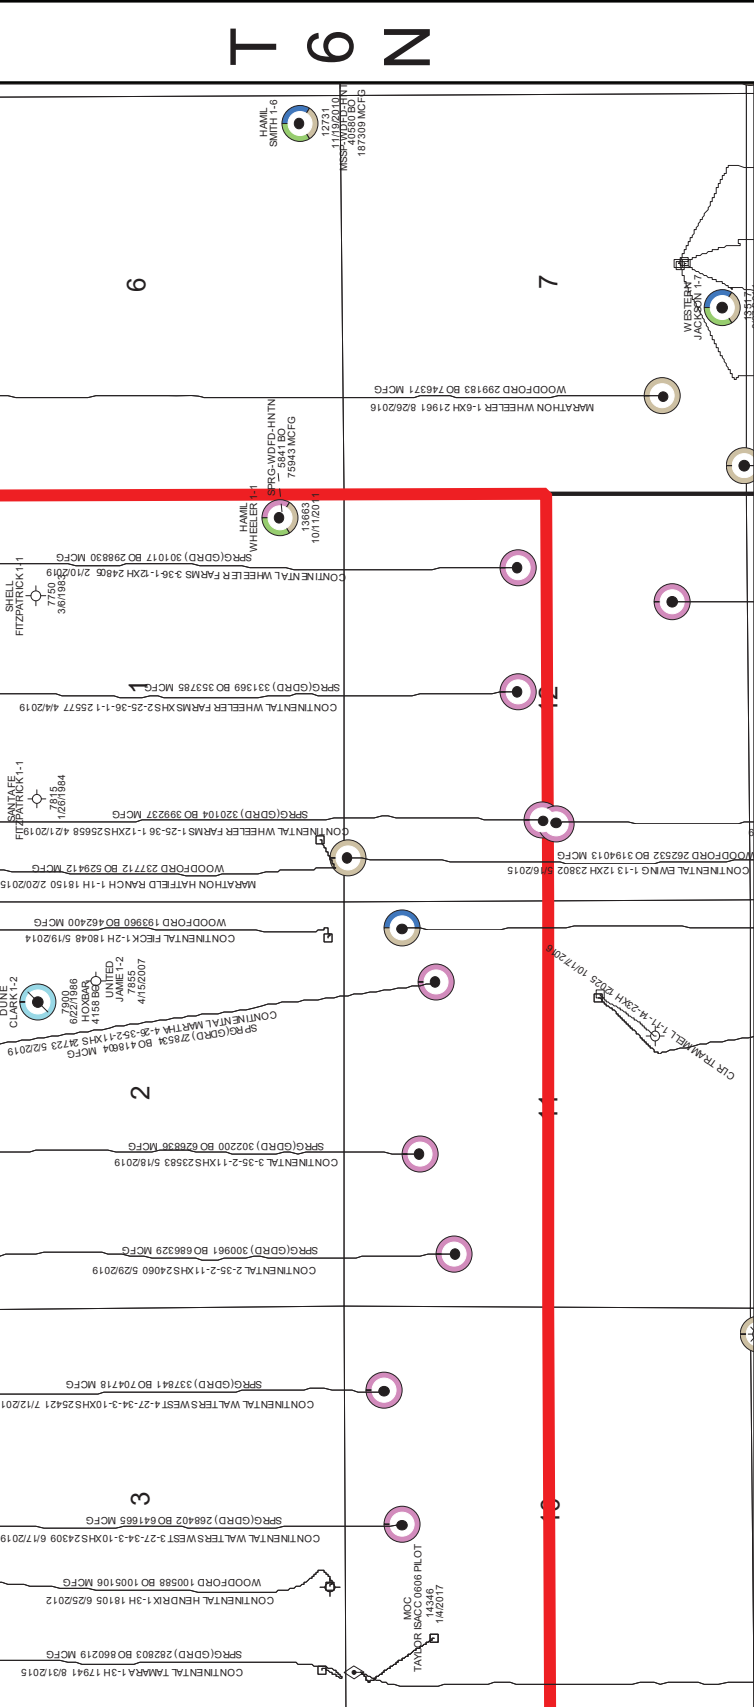 T 6 N
HAMIL
SMITH 1-6
12731
11/19/2010
MSSP-WDFD-HNT
40580 BO
187309 MCFG
6
7
WESTERN
JACKSON 1-7
13517
WOODFORD 299183 BO 746371 MCFG
MARATHON WHEELER 1-6XH 21961 8/26/2016
HAMIL
WHEELER 1-1
SPRG-WDFD-HNTN
5841 BO
75943 MCFG
13663
10/11/2011
SPRG(GDRD) 301017 BO 298830 MCFG
CONTINENTAL WHEELER FARMS 3-36-1-12XH 24805 2/10/2019
SHELL
FITZPATRICK 1-1
7750
3/6/1983
1
SPRG(GDRD) 331369 BO 353785 MCFG
CONTINENTAL WHEELER FARMSXHS2-25-36-1-1 25577 4/4/2019
12
SANTA FE
FITZPATRICK 1-1
7815
1/26/1984
SPRG(GDRD) 320104 BO 399237 MCFG
CONTINENTAL WHEELER FARMS 1-25-36-1-12XHS 25658 4/21/2019
WOODFORD 237712 BO 529412 MCFG
MARATHON HATFIELD RANCH 1-1H 18150 2/20/2015
WOODFORD 262532 BO 3194013 MCFG
CONTINENTAL EWING 1-13 12XH 23802 5/16/2015
WOODFORD 193960 BO 462400 MCFG
CONTINENTAL FIECK 1-2H 18048 5/19/2014
CLARK 1-2
7900
6/22/1986
HOXBAR
4158 BO
UNITED
JAMIE 1-2
7855
4/15/2007
CONTINENTAL MARTHA 4-26-35-2-11XHS 24723 5/2/2019
SPRG(GDRD) 278534 BO 418604 MCFG
CUR TRAMMELL 1-11-14-23XH 12025 10/17/2016
2
11
SPRG(GDRD) 302200 BO 626836 MCFG
CONTINENTAL 3-35-2-11XHS 23583 5/18/2019
SPRG(GDRD) 300961 BO 686329 MCFG
CONTINENTAL 2-35-2-11XHS 24060 5/29/2019
SPRG(GDRD) 337841 BO 704718 MCFG
CONTINENTAL WALTERS WEST 4-27-34-3-10XHS 25421 7/12/201
3
10
SPRG(GDRD) 268402 BO 641665 MCFG
CONTINENTAL WALTERS WEST 3-27-34-3-10XHS 24309 6/17/2019
WOODFORD 100588 BO 1005106 MCFG
CONTINENTAL HENDRIX 1-3H 18105 6/25/2012
MOC
TAYLOR ISACC 0606 PILOT
14346
1/4/2017
SPRG(GDRD) 282803 BO 860219 MCFG
CONTINENTAL TAMARA 1-3H 17941 8/31/2015